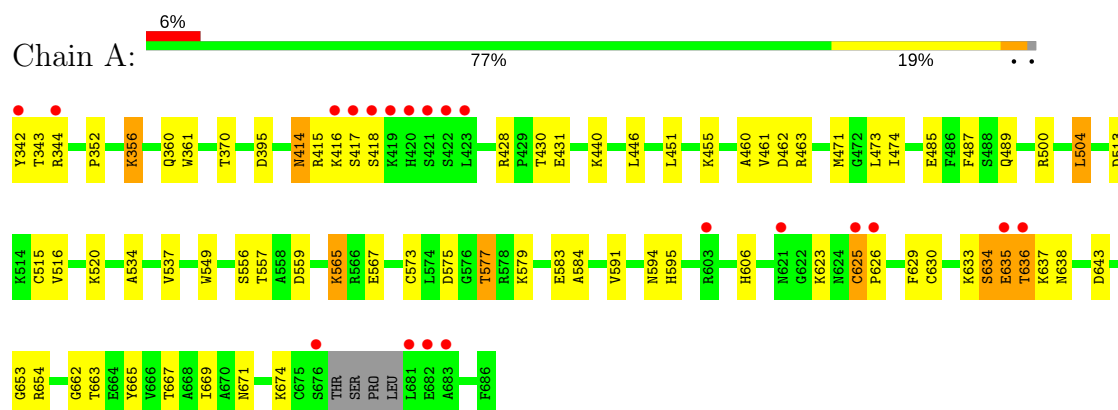 6%
Chain A:
77% 19% • •
Y342 T343 R344 P352 K356 Q360 W361 T370 D395 N414 R415 K416 S417 S418 K419 H420 S421 S422 L423 R428 P429 T430 E431 K440 L446 L451 K455 A460 V461 D462 R463 M471 G472 L473 I474 E485 F486 F487 S488 Q489 R500 L504 D513
K514 C515 V516 K520 A534 V537 W549 S556 T557 A558 D559 K565 R566 E567 C573 L574 D575 G576 T577 R578 K579 E583 A584 V591 N594 H595 R603 H606 N621 G622 K623 N624 C625 P626 F629 C630 K633 S634 E635 T636 K637 N638 D643
G653 R654 G662 T663 E664 Y665 V666 T667 A668 I669 A670 N671 K674 C675 S676 THR SER PRO LEU L681 E682 A683 F686